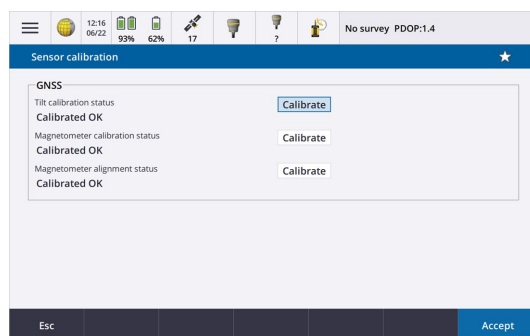 12:16
06/22
93%
62%
17
?
No survey PDOP:1.4
Sensor calibration
GNSS
Tilt calibration status
Calibrate
Calibrated OK
Magnetometer calibration status
Calibrate
Calibrated OK
Magnetometer alignment status
Calibrate
Calibrated OK
Esc
Accept